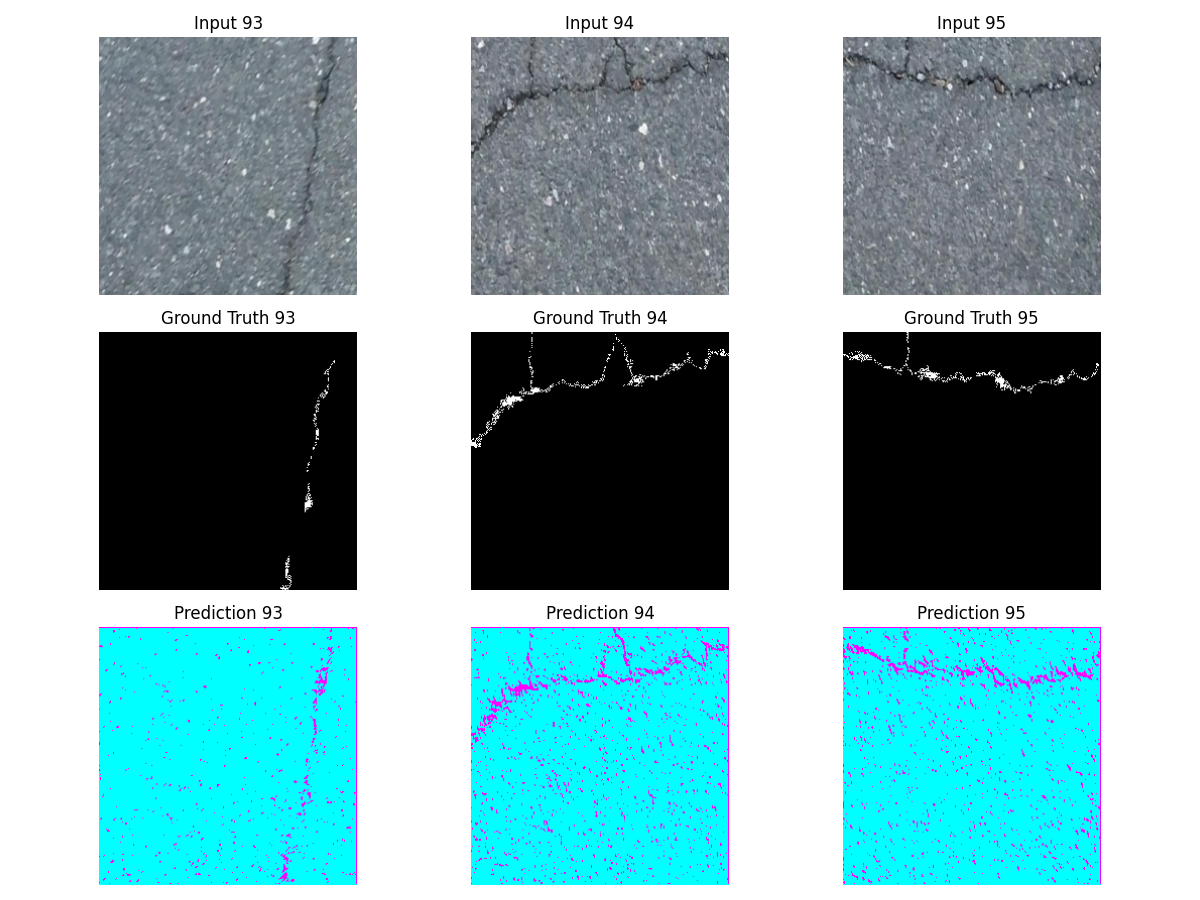 Input 93
Input 94
Input 95
Ground Truth 93
Ground Truth 94
Ground Truth 95
Prediction 93
Prediction 94
Prediction 95